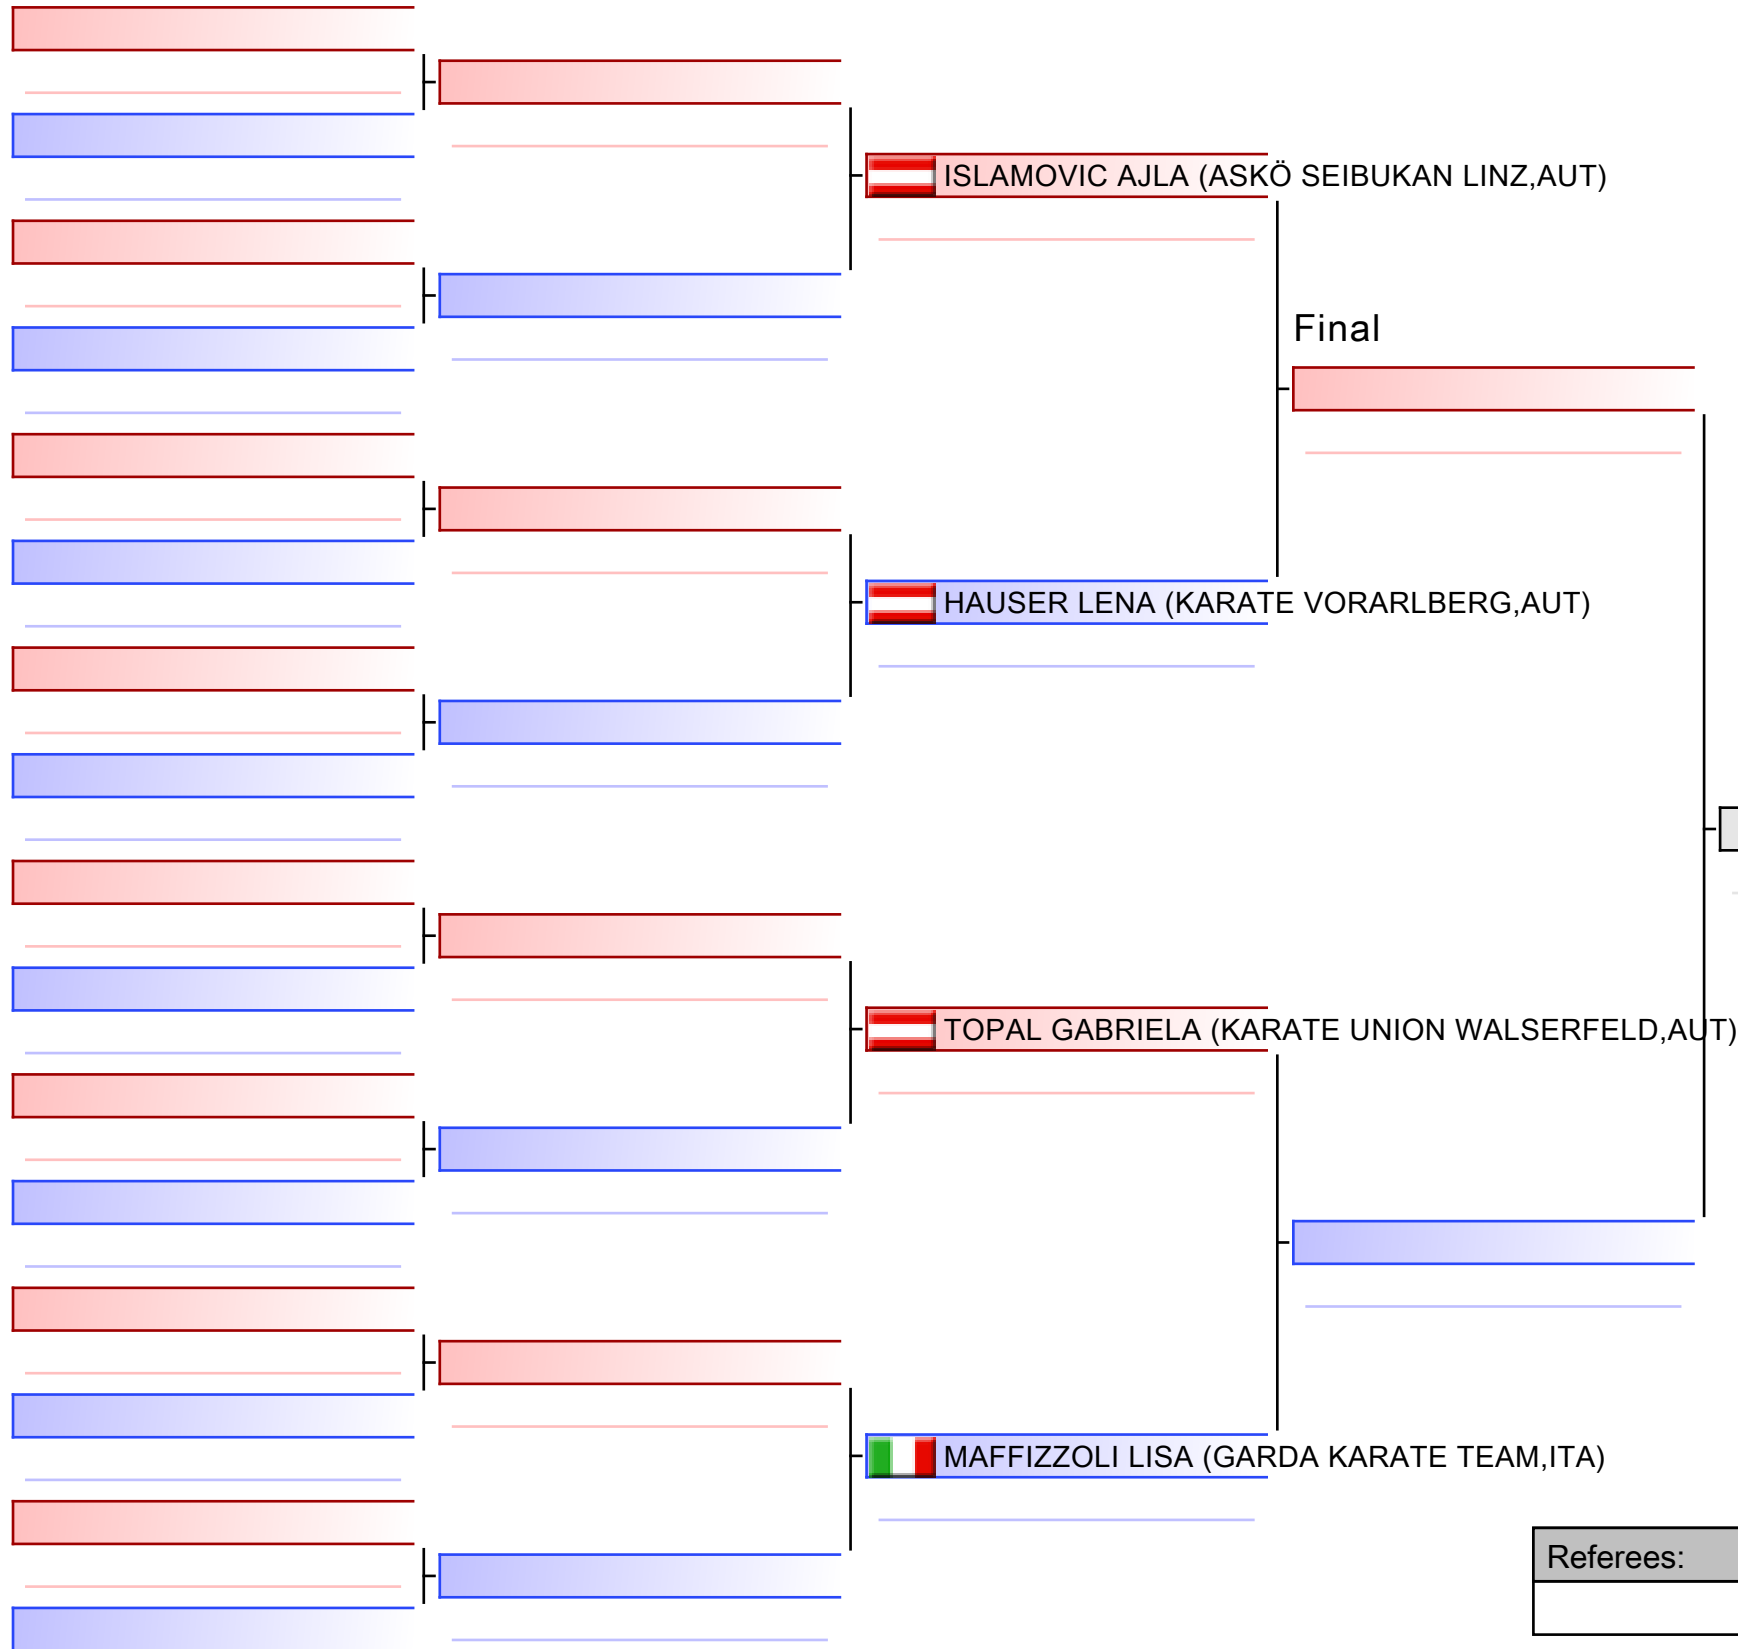 ISLAMOVIC AJLA (ASKÖ SEIBUKAN LINZ,AUT)
Final
HAUSER LENA (KARATE VORARLBERG,AUT)
TOPAL GABRIELA (KARATE UNION WALSERFELD,AUT)
MAFFIZZOLI LISA (GARDA KARATE TEAM,ITA)
Referees: